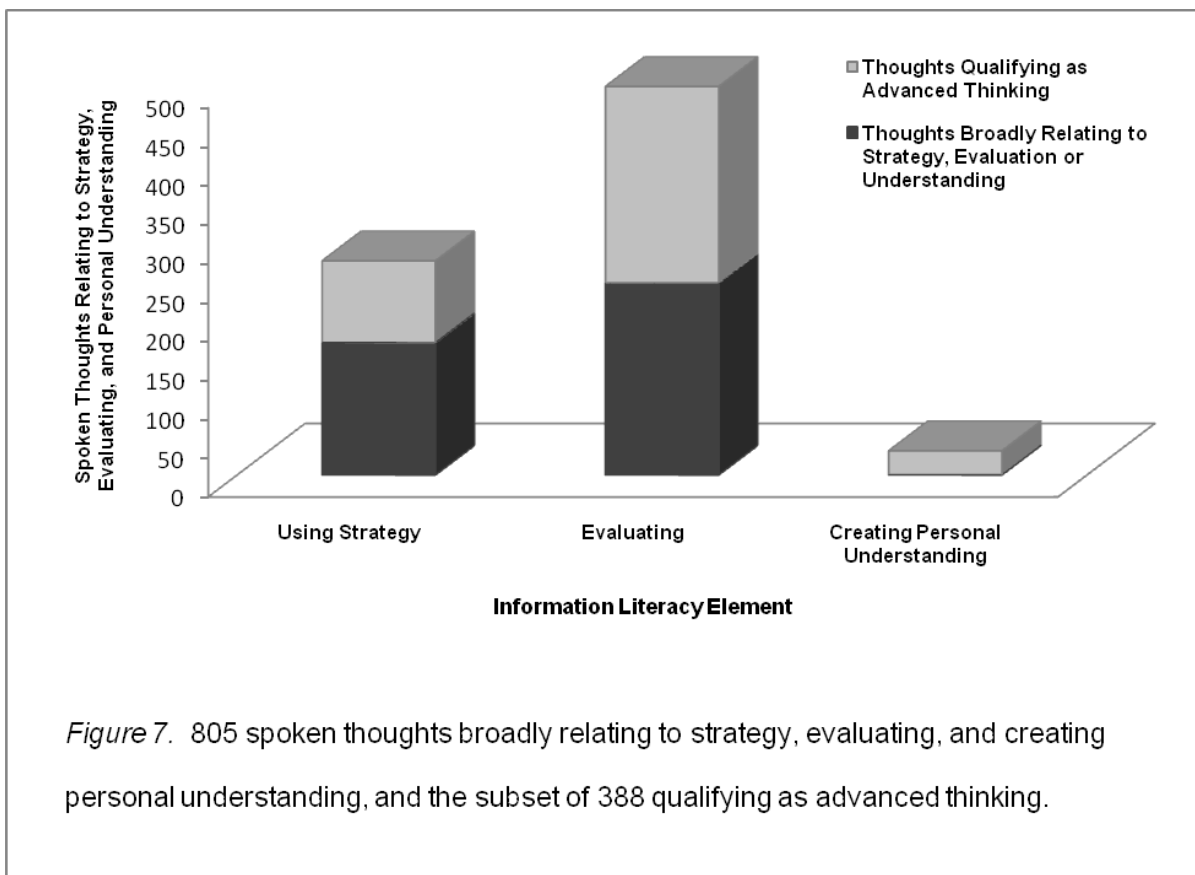 Spoken Thoughts Relating to Strategy,
Evaluating, and Personal Understanding
500
450
400
350
300
250
200
150
100
50
0
Thoughts Qualifying as
Advanced Thinking
Thoughts Broadly Relating to
Strategy, Evaluation or
Understanding
Using Strategy
Evaluating
Creating Personal
Understanding
Information Literacy Element
Figure 7. 805 spoken thoughts broadly relating to strategy, evaluating, and creating
personal understanding, and the subset of 388 qualifying as advanced thinking.